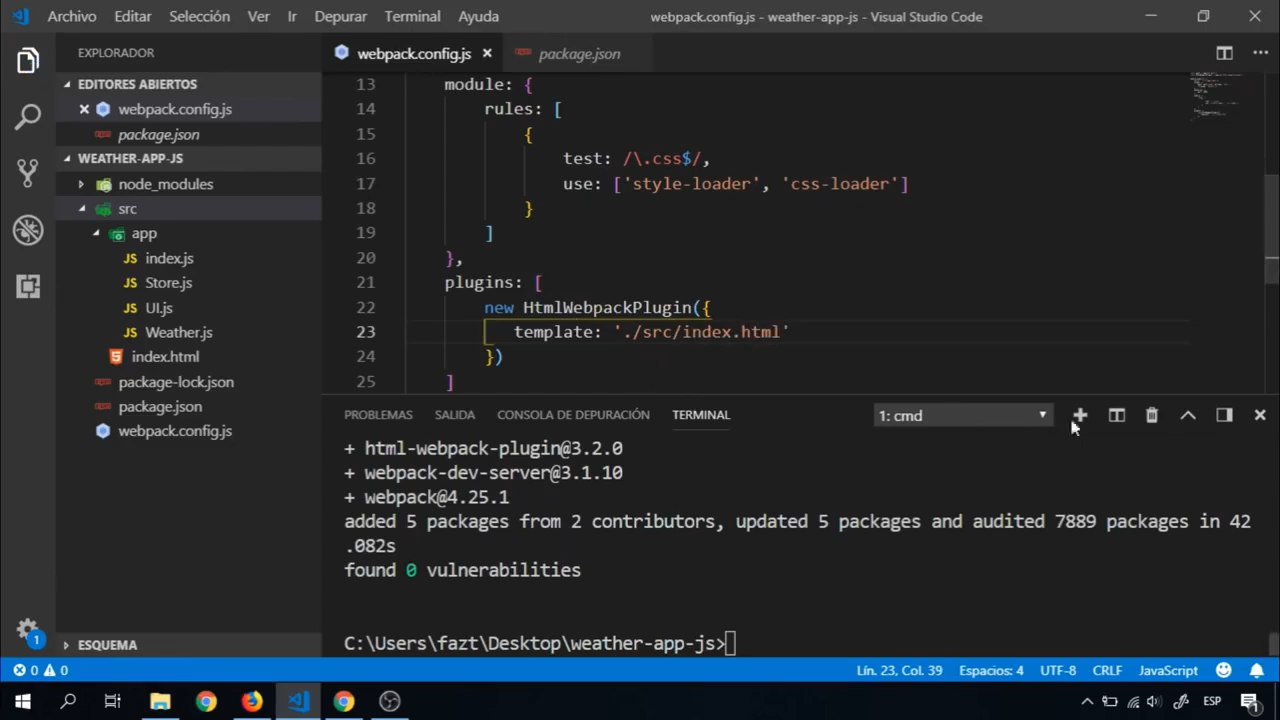 Archivo Editar Selección Ver Ir Depurar Terminal Ayuda
webpack.config.js - weather-app-js - Visual Studio Code
EXPLORADOR
EDITORES ABIERTOS
webpack.config.js
package.json
WEATHER-APP-JS
node_modules
src
app
index.js
Store.js
UI.js
Weather.js
index.html
package-lock.json
package.json
webpack.config.js
ESQUEMA
webpack.config.js package.json
13 module: {
14 rules: [
15 {
16 test: /\.css$/,
17 use: ['style-loader', 'css-loader']
18 }
19 ]
20 },
21 plugins: [
22 new HtmlWebpackPlugin({
23 template: './src/index.html'
24 })
25 ]
PROBLEMAS SALIDA CONSOLA DE DEPURACIÓN TERMINAL 1: cmd
+ html-webpack-plugin@3.2.0
+ webpack-dev-server@3.1.10
+ webpack@4.25.1
added 5 packages from 2 contributors, updated 5 packages and audited 7889 packages in 42
.082s
found 0 vulnerabilities
C:\Users\fazt\Desktop\weather-app-js>
1
0 0 Lín. 23, Col. 39 Espacios: 4 UTF-8 CRLF JavaScript
ESP 1